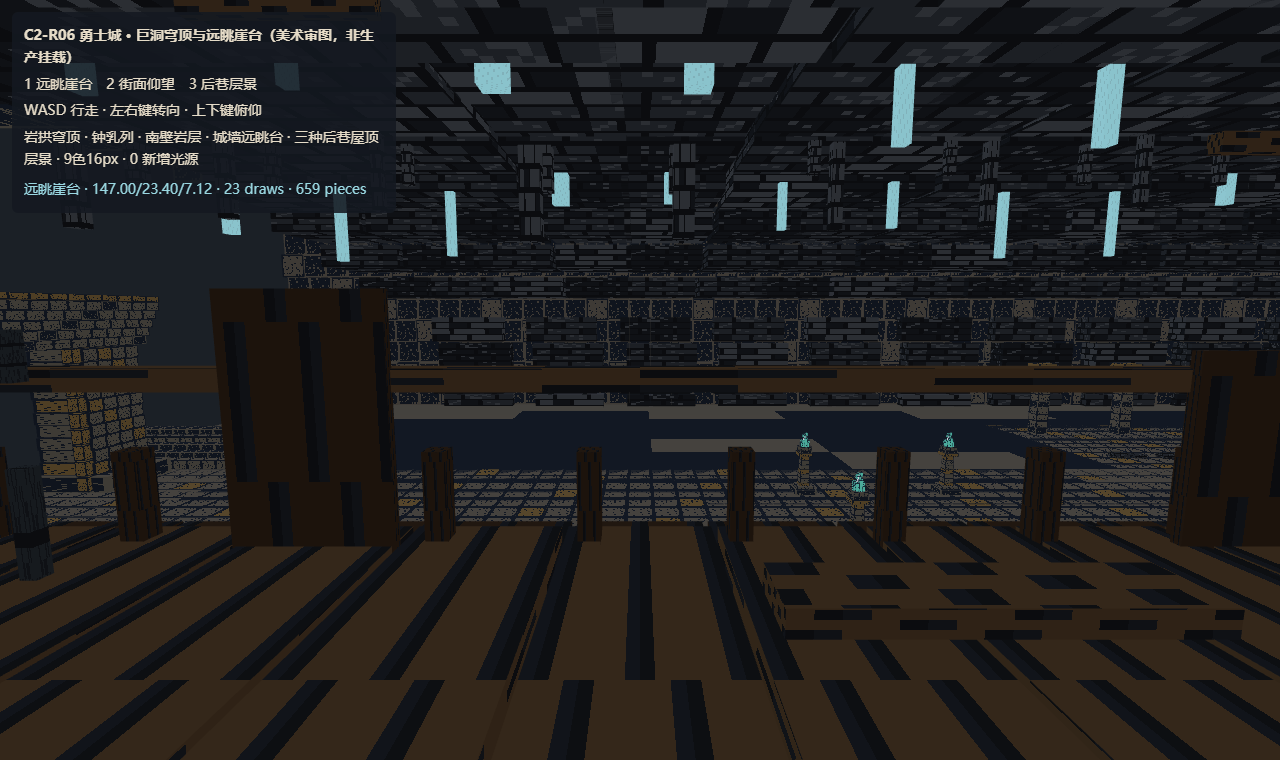 C2-R06 勇士城 • 巨洞穹顶与远眺崖台（美术审图，非生
产挂载）
1 远眺崖台 2 街面仰望 3 后巷层景
WASD 行走 · 左右键转向 · 上下键俯仰
岩拱穹顶 · 钟乳列 · 南壁岩层 · 城墙远眺台 · 三种后巷屋顶
层景 · 9色16px · 0 新增光源
远眺崖台 · 147.00/23.40/7.12 · 23 draws · 659 pieces